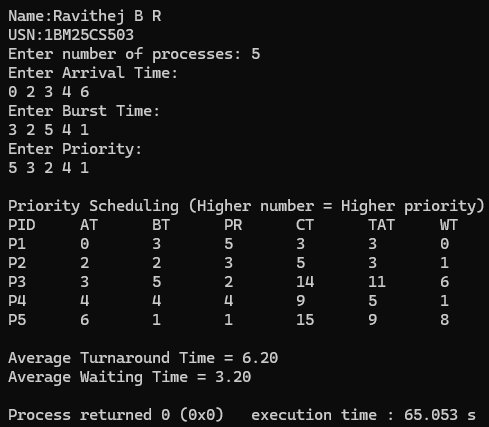 Name:Ravithej B R
USN:1BM25CS503
Enter number of processes: 5
Enter Arrival Time:
0 2 3 4 6
Enter Burst Time:
3 2 5 4 1
Enter Priority:
5 3 2 4 1

Priority Scheduling (Higher number = Higher priority)
PID     AT      BT      PR      CT      TAT     WT
P1      0       3       5       3       3       0
P2      2       2       3       5       3       1
P3      3       5       2       14      11      6
P4      4       4       4       9       5       1
P5      6       1       1       15      9       8

Average Turnaround Time = 6.20
Average Waiting Time = 3.20

Process returned 0 (0x0)   execution time : 65.053 s